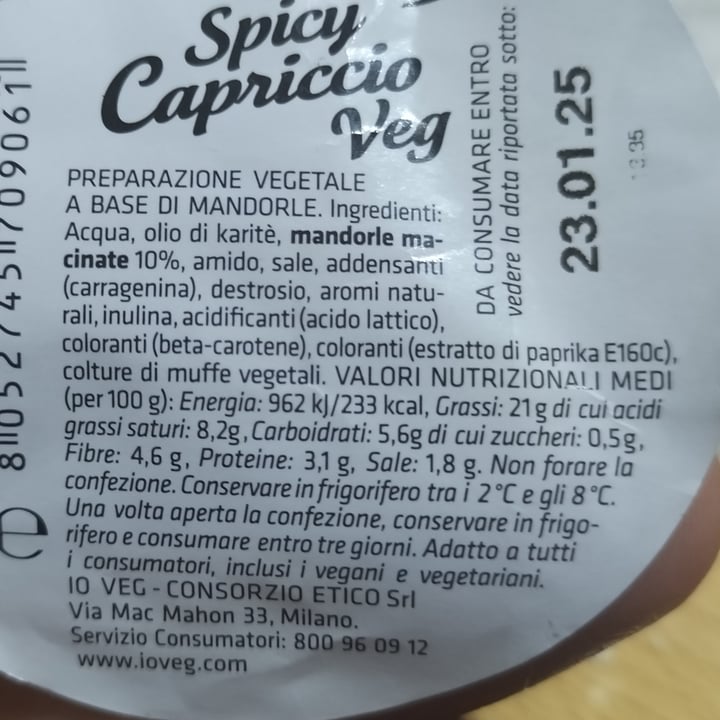 Spicy
Capriccio
Veg
PREPARAZIONE VEGETALE
A BASE DI MANDORLE. Ingredienti:
Acqua, olio di karitè, mandorle ma-
cinate 10%, amido, sale, addensanti
(carragenina), destrosio, aromi natu-
rali, inulina, acidificanti (acido lattico),
coloranti (beta-carotene), coloranti (estratto di paprika E160c),
colture di muffe vegetali. VALORI NUTRIZIONALI MEDI
(per 100 g): Energia: 962 kJ/233 kcal, Grassi: 21 g di cui acidi
grassi saturi: 8,2g, Carboidrati: 5,6g di cui zuccheri: 0,5g,
Fibre: 4,6 g, Proteine: 3,1 g, Sale: 1,8 g. Non forare la
confezione. Conservare in frigorifero tra i 2°C e gli 8°C.
Una volta aperta la confezione, conservare in frigo-
rifero e consumare entro tre giorni. Adatto a tutti
i consumatori, inclusi i vegani e vegetariani.
IO VEG - CONSORZIO ETICO Srl
Via Mac Mahon 33, Milano.
Servizio Consumatori: 800 96 09 12
www.ioveg.com
DA CONSUMARE ENTRO
vedere la data riportata sotto:
23.01.25
8 052745 709061
e